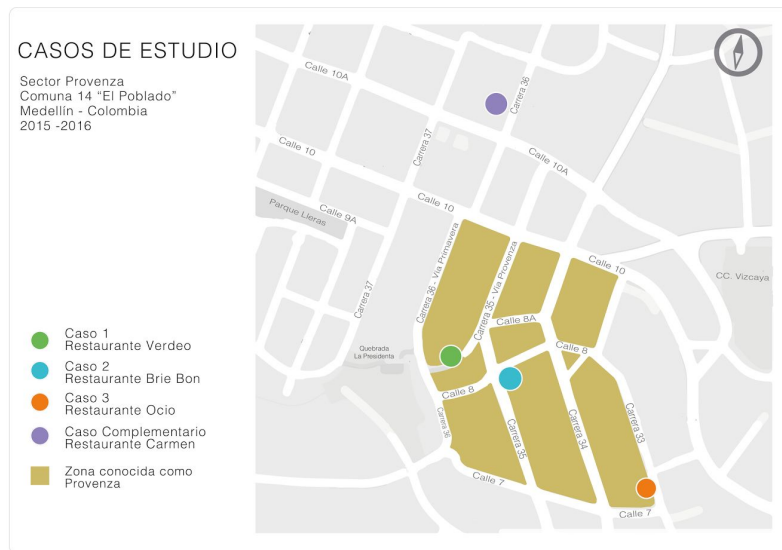 CASOS DE ESTUDIO
Sector Provenza
Comuna 14 “El Poblado”
Medellín - Colombia
2015 -2016
Caso 1
Restaurante Verdeo
Caso 2
Restaurante Brie Bon
Caso 3
Restaurante Ocio
Caso Complementario
Restaurante Carmen
Zona conocida como
Provenza
Calle 10A
Carrera 36
Carrera 37
Calle 10
Calle 10A
Parque Lleras
Calle 9A
Calle 10
Carrera 36 - Vía Primavera
Carrera 35 - Vía Provenza
Calle 10
CC. Vizcaya
Carrera 37
Calle 8A
Quebrada
La Presidenta
Calle 8
Calle 8
Carrera 36
Carrera 35
Carrera 34
Carrera 33
Calle 7
Calle 7